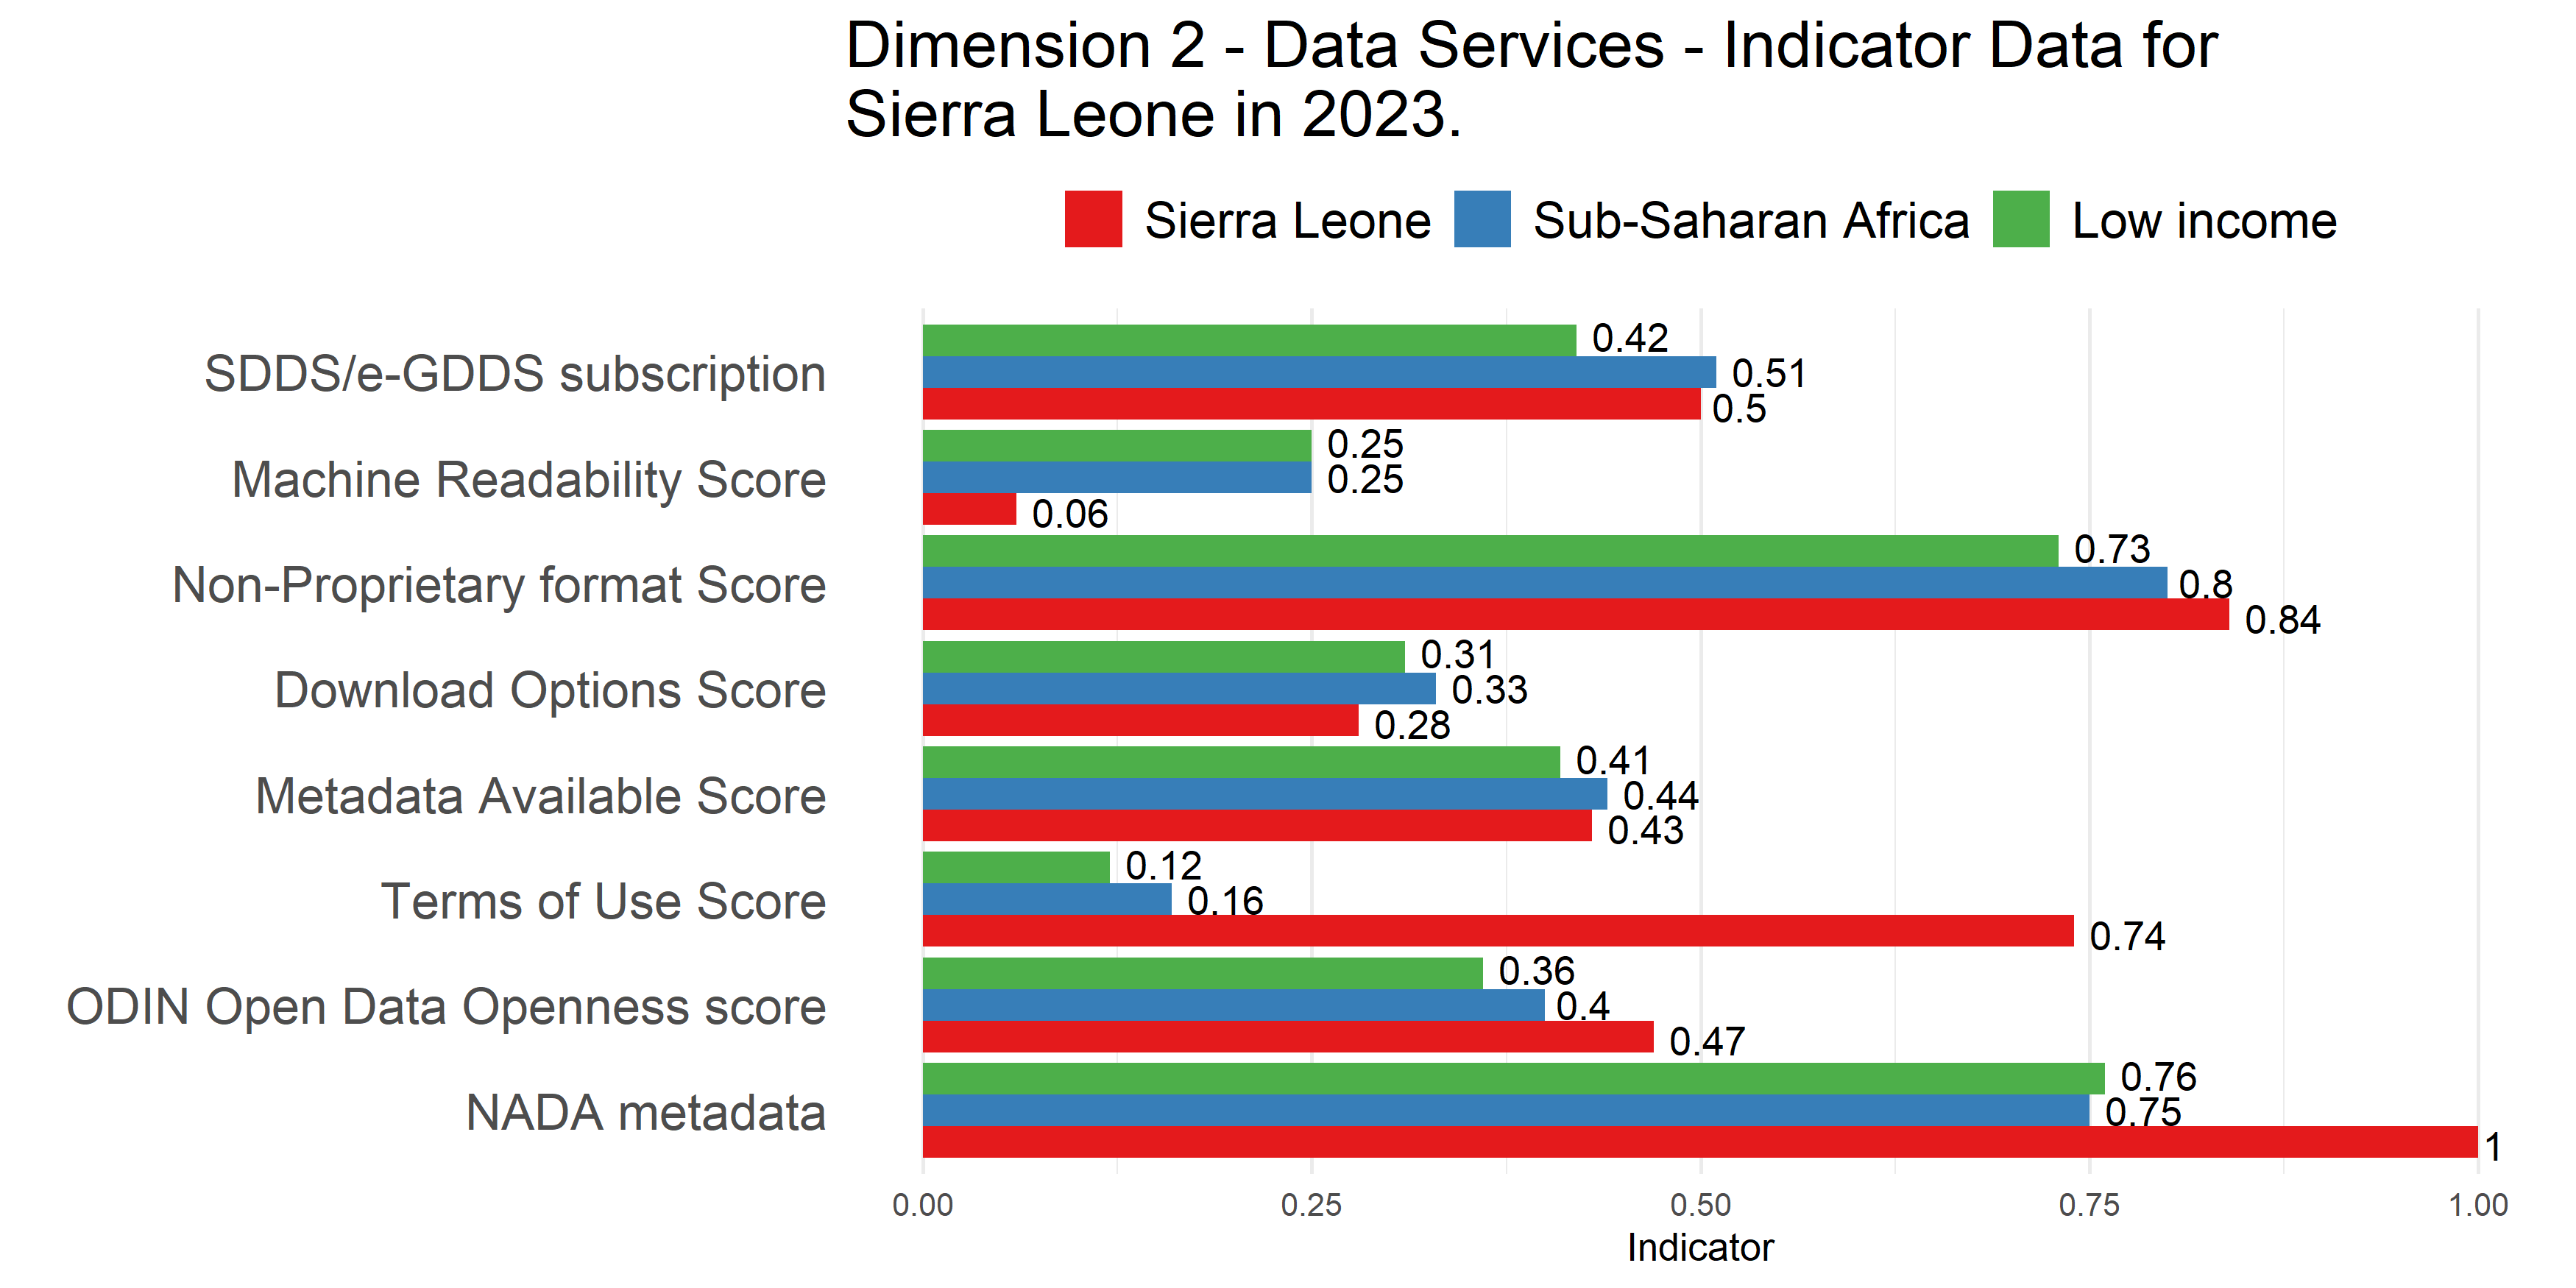 Dimension 2 - Data Services - Indicator Data for
Sierra Leone in 2023.
Sierra Leone Sub-Saharan Africa Low income
SDDS/e-GDDS subscription
0.42
0.51
0.5
Machine Readability Score
0.25
0.25
0.06
Non-Proprietary format Score
0.73
0.8
0.84
Download Options Score
0.31
0.33
0.28
Metadata Available Score
0.41
0.44
0.43
Terms of Use Score
0.12
0.16
0.74
ODIN Open Data Openness score
0.36
0.4
0.47
NADA metadata
0.76
0.75
1
0.00 0.25 0.50 0.75 1.00
Indicator